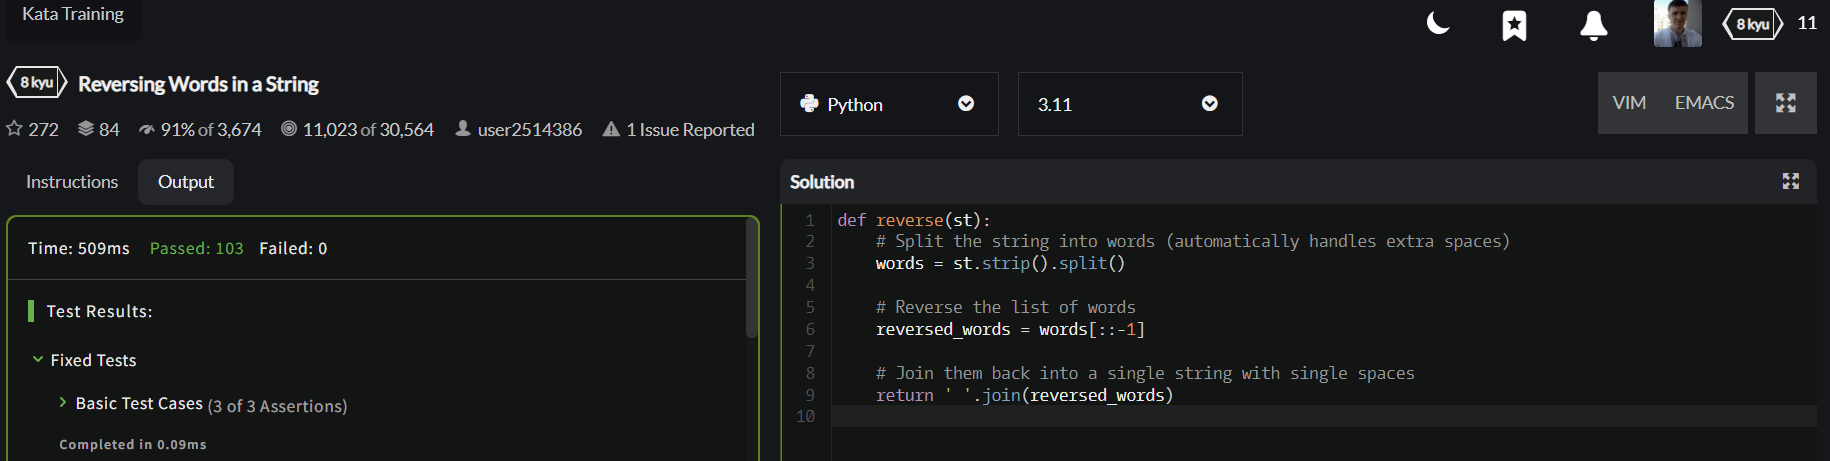 Kata Training
8 kyu 11
8 kyu Reversing Words in a String
272 84 91% of 3,674 11,023 of 30,564 user2514386 1 Issue Reported
Python 3.11 VIM EMACS
Instructions Output
Time: 509ms Passed: 103 Failed: 0
Test Results:
Fixed Tests
Basic Test Cases (3 of 3 Assertions)
Completed in 0.09ms
Solution
1 def reverse(st):
2     # Split the string into words (automatically handles extra spaces)
3     words = st.strip().split()
4
5     # Reverse the list of words
6     reversed_words = words[::-1]
7
8     # Join them back into a single string with single spaces
9     return ' '.join(reversed_words)
10